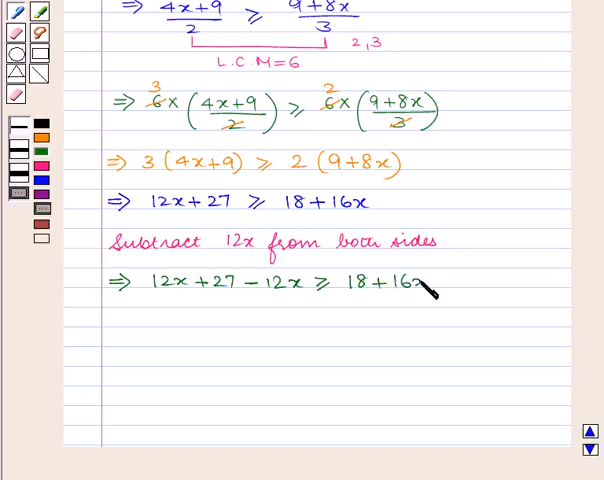 ⇒ 4x+9/2 ≥ 9+8x/3
2,3
L.C.M=6
⇒ 3 6× (4x+9/2) ≥ 2 6× (9+8x/3)
⇒ 3 (4x+9) ≥ 2 (9+8x)
⇒ 12x+27 ≥ 18+16x
Subtract 12x from both sides
⇒ 12x+27-12x ≥ 18+16x